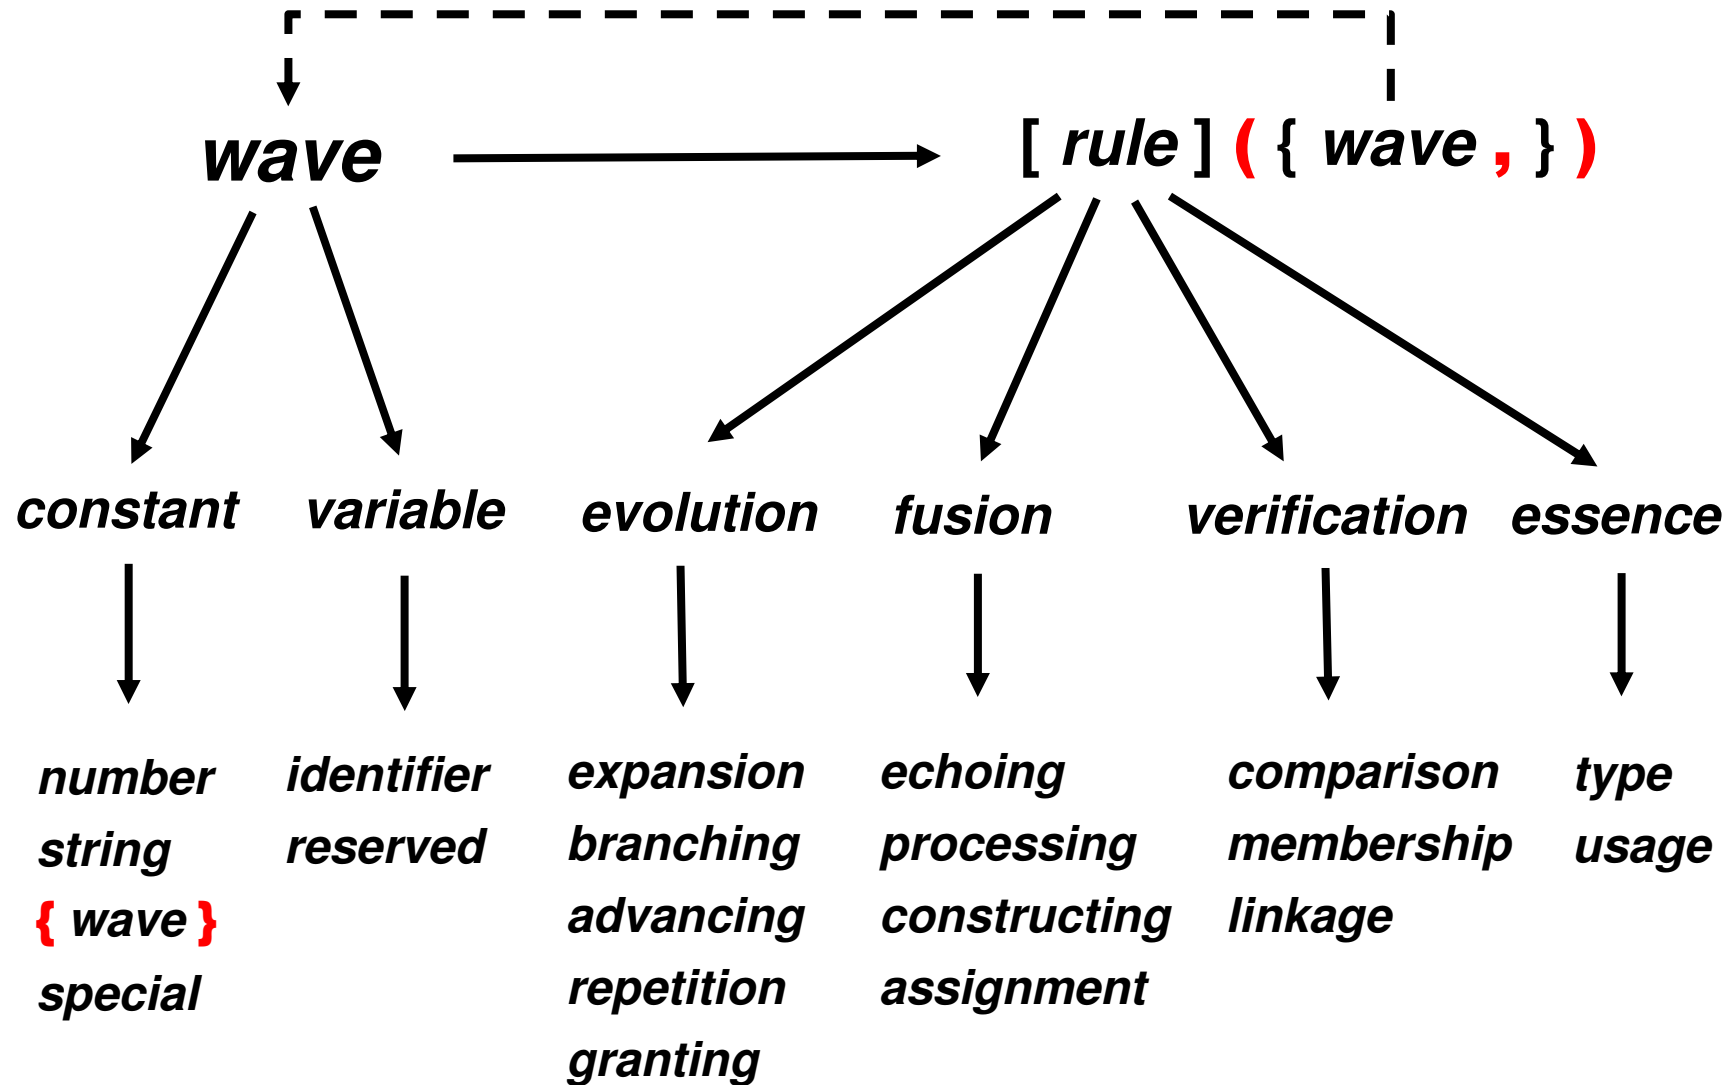 wave
[ rule ] ( { wave , } )
constant
variable
evolution
fusion
verification
essence
number
string
{ wave }
special
identifier
reserved
expansion
branching
advancing
repetition
granting
echoing
processing
constructing
assignment
comparison
membership
linkage
type
usage